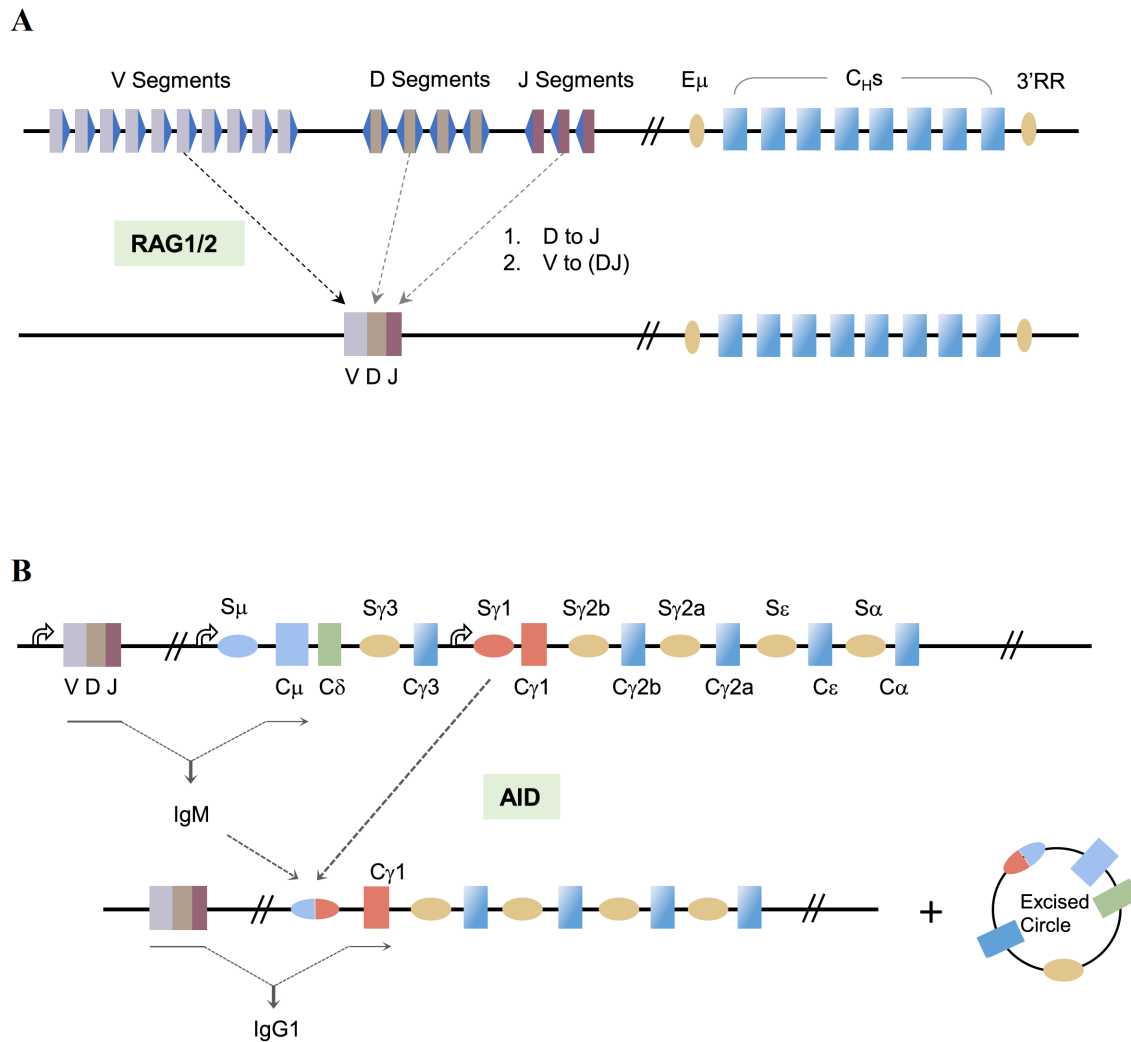 A
V Segments D Segments J Segments Eμ C_Hs 3'RR
RAG1/2
1. D to J
2. V to (DJ)
V D J
B
Sμ Sγ3 Sγ1 Sγ2b Sγ2a Sε Sα
V D J Cμ Cδ Cγ3 Cγ1 Cγ2b Cγ2a Cε Cα
AID
IgM
Cγ1
+
Excised
Circle
IgG1